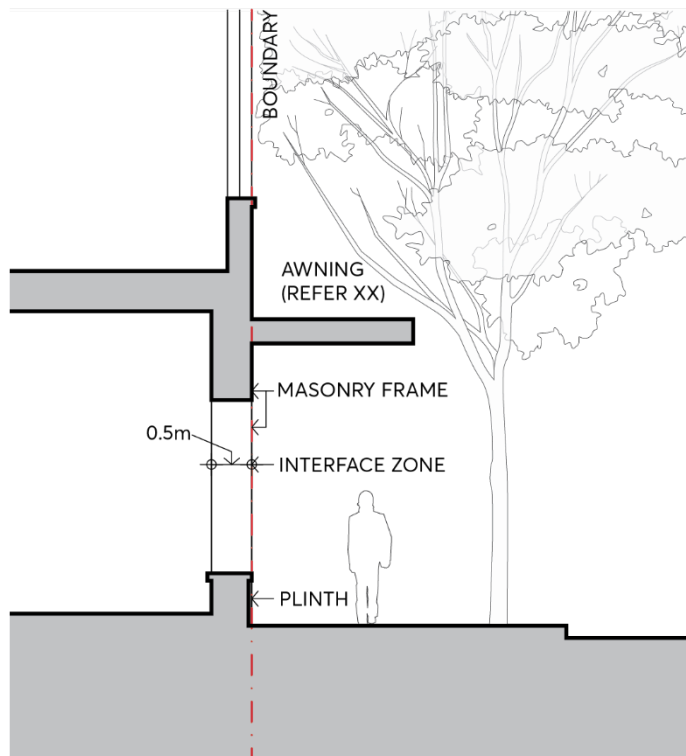 BOUNDARY
AWNING
(REFER XX)
MASONRY FRAME
0.5m
INTERFACE ZONE
PLINTH